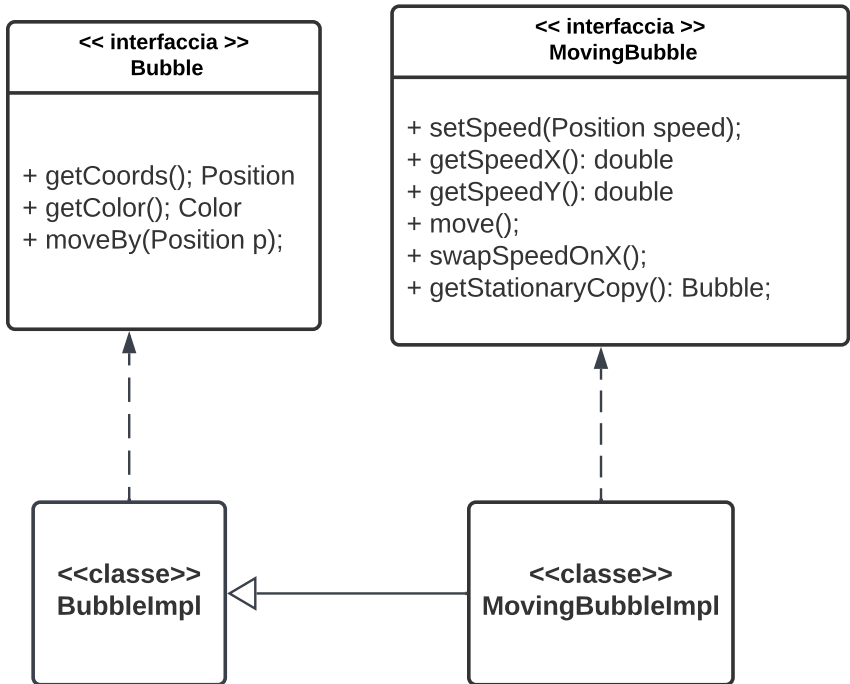 << interfaccia >>
Bubble
+ getCoords(); Position
+ getColor(); Color
+ moveBy(Position p);
<< interfaccia >>
MovingBubble
+ setSpeed(Position speed);
+ getSpeedX(): double
+ getSpeedY(): double
+ move();
+ swapSpeedOnX();
+ getStationaryCopy(): Bubble;
<<classe>>
BubbleImpl
<<classe>>
MovingBubbleImpl